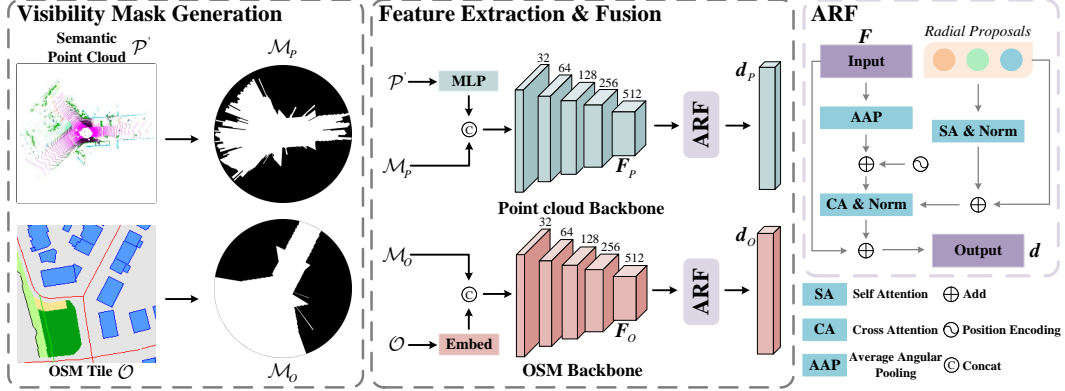 Visibility Mask Generation
Semantic
Point Cloud 𝒫'
ℳ_P
OSM Tile 𝒪
ℳ_O
Feature Extraction & Fusion
𝒫'
MLP
C
ℳ_P
32
64
128
256
512
F_P
ARF
d_P
Point cloud Backbone
ℳ_O
C
𝒪
Embed
32
64
128
256
512
F_O
ARF
d_O
OSM Backbone
ARF
F
Radial Proposals
Input
AAP
SA & Norm
CA & Norm
Output
d
SA Self Attention
Add
CA Cross Attention
Position Encoding
AAP Average Angular
Pooling
C Concat